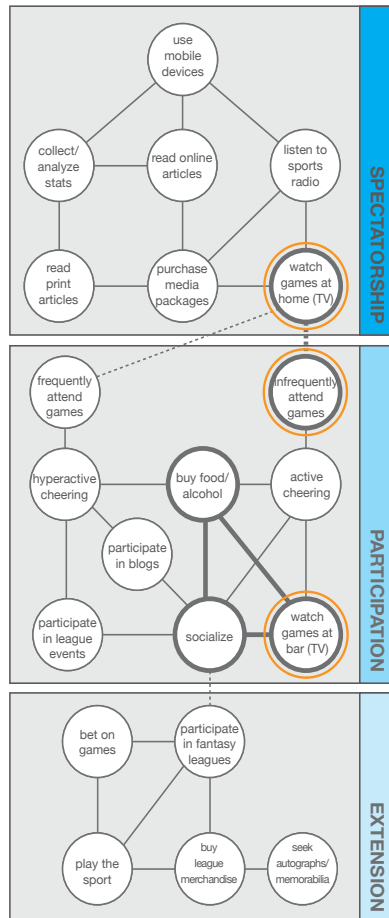 use
mobile
devices
collect/
analyze
stats
read online
articles
listen to
sports
radio
read
print
articles
purchase
media
packages
watch
games at
home (TV)
SPECTATORSHIP
frequently
attend
games
infrequently
attend
games
hyperactive
cheering
buy food/
alcohol
active
cheering
participate
in blogs
participate
in league
events
socialize
watch
games at
bar (TV)
PARTICIPATION
bet on
games
participate
in fantasy
leagues
play the
sport
buy
league
merchandise
seek
autographs/
memorabilia
EXTENSION